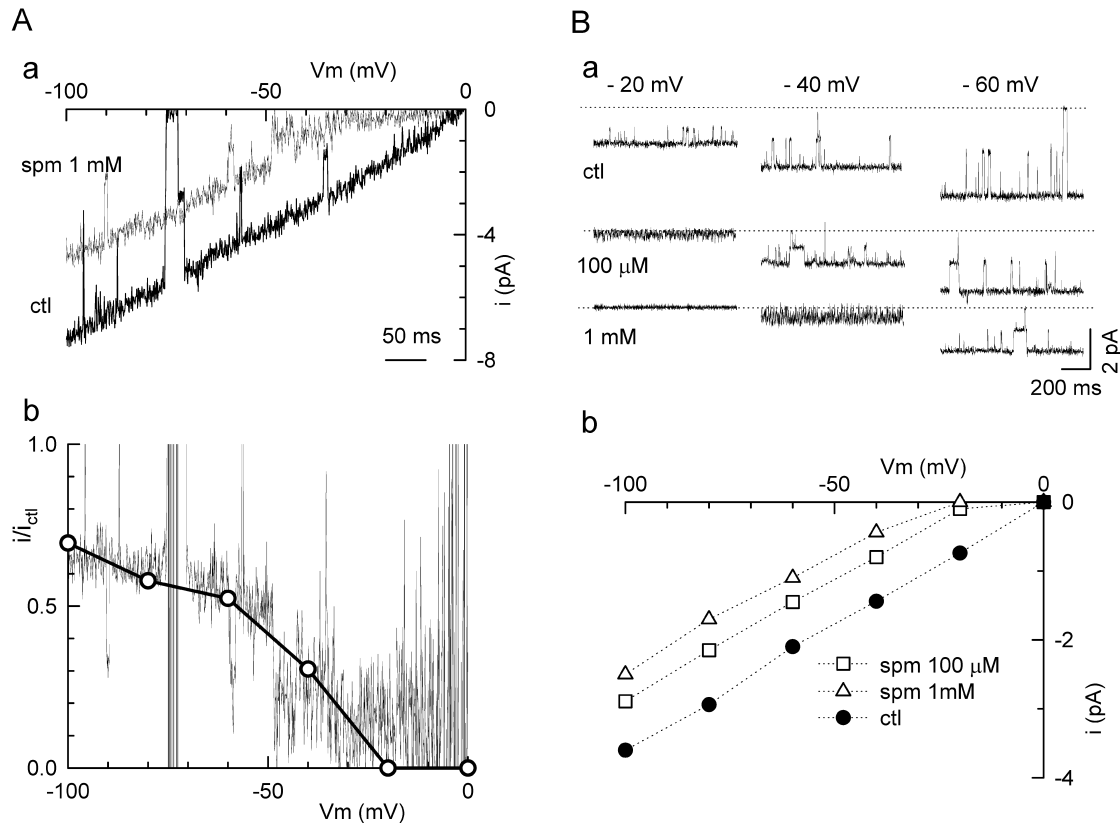 A
a
Vm (mV)
-100
-50
0
0
spm 1 mM
-4
i (pA)
ctl
50 ms
-8
b
1.0
i/ictl
0.5
0.0
-100
-50
0
Vm (mV)
B
a
- 20 mV
- 40 mV
- 60 mV
ctl
100 μM
1 mM
2 pA
200 ms
b
Vm (mV)
-100
-50
0
0
-2
spm 100 μM
spm 1mM
ctl
i (pA)
-4